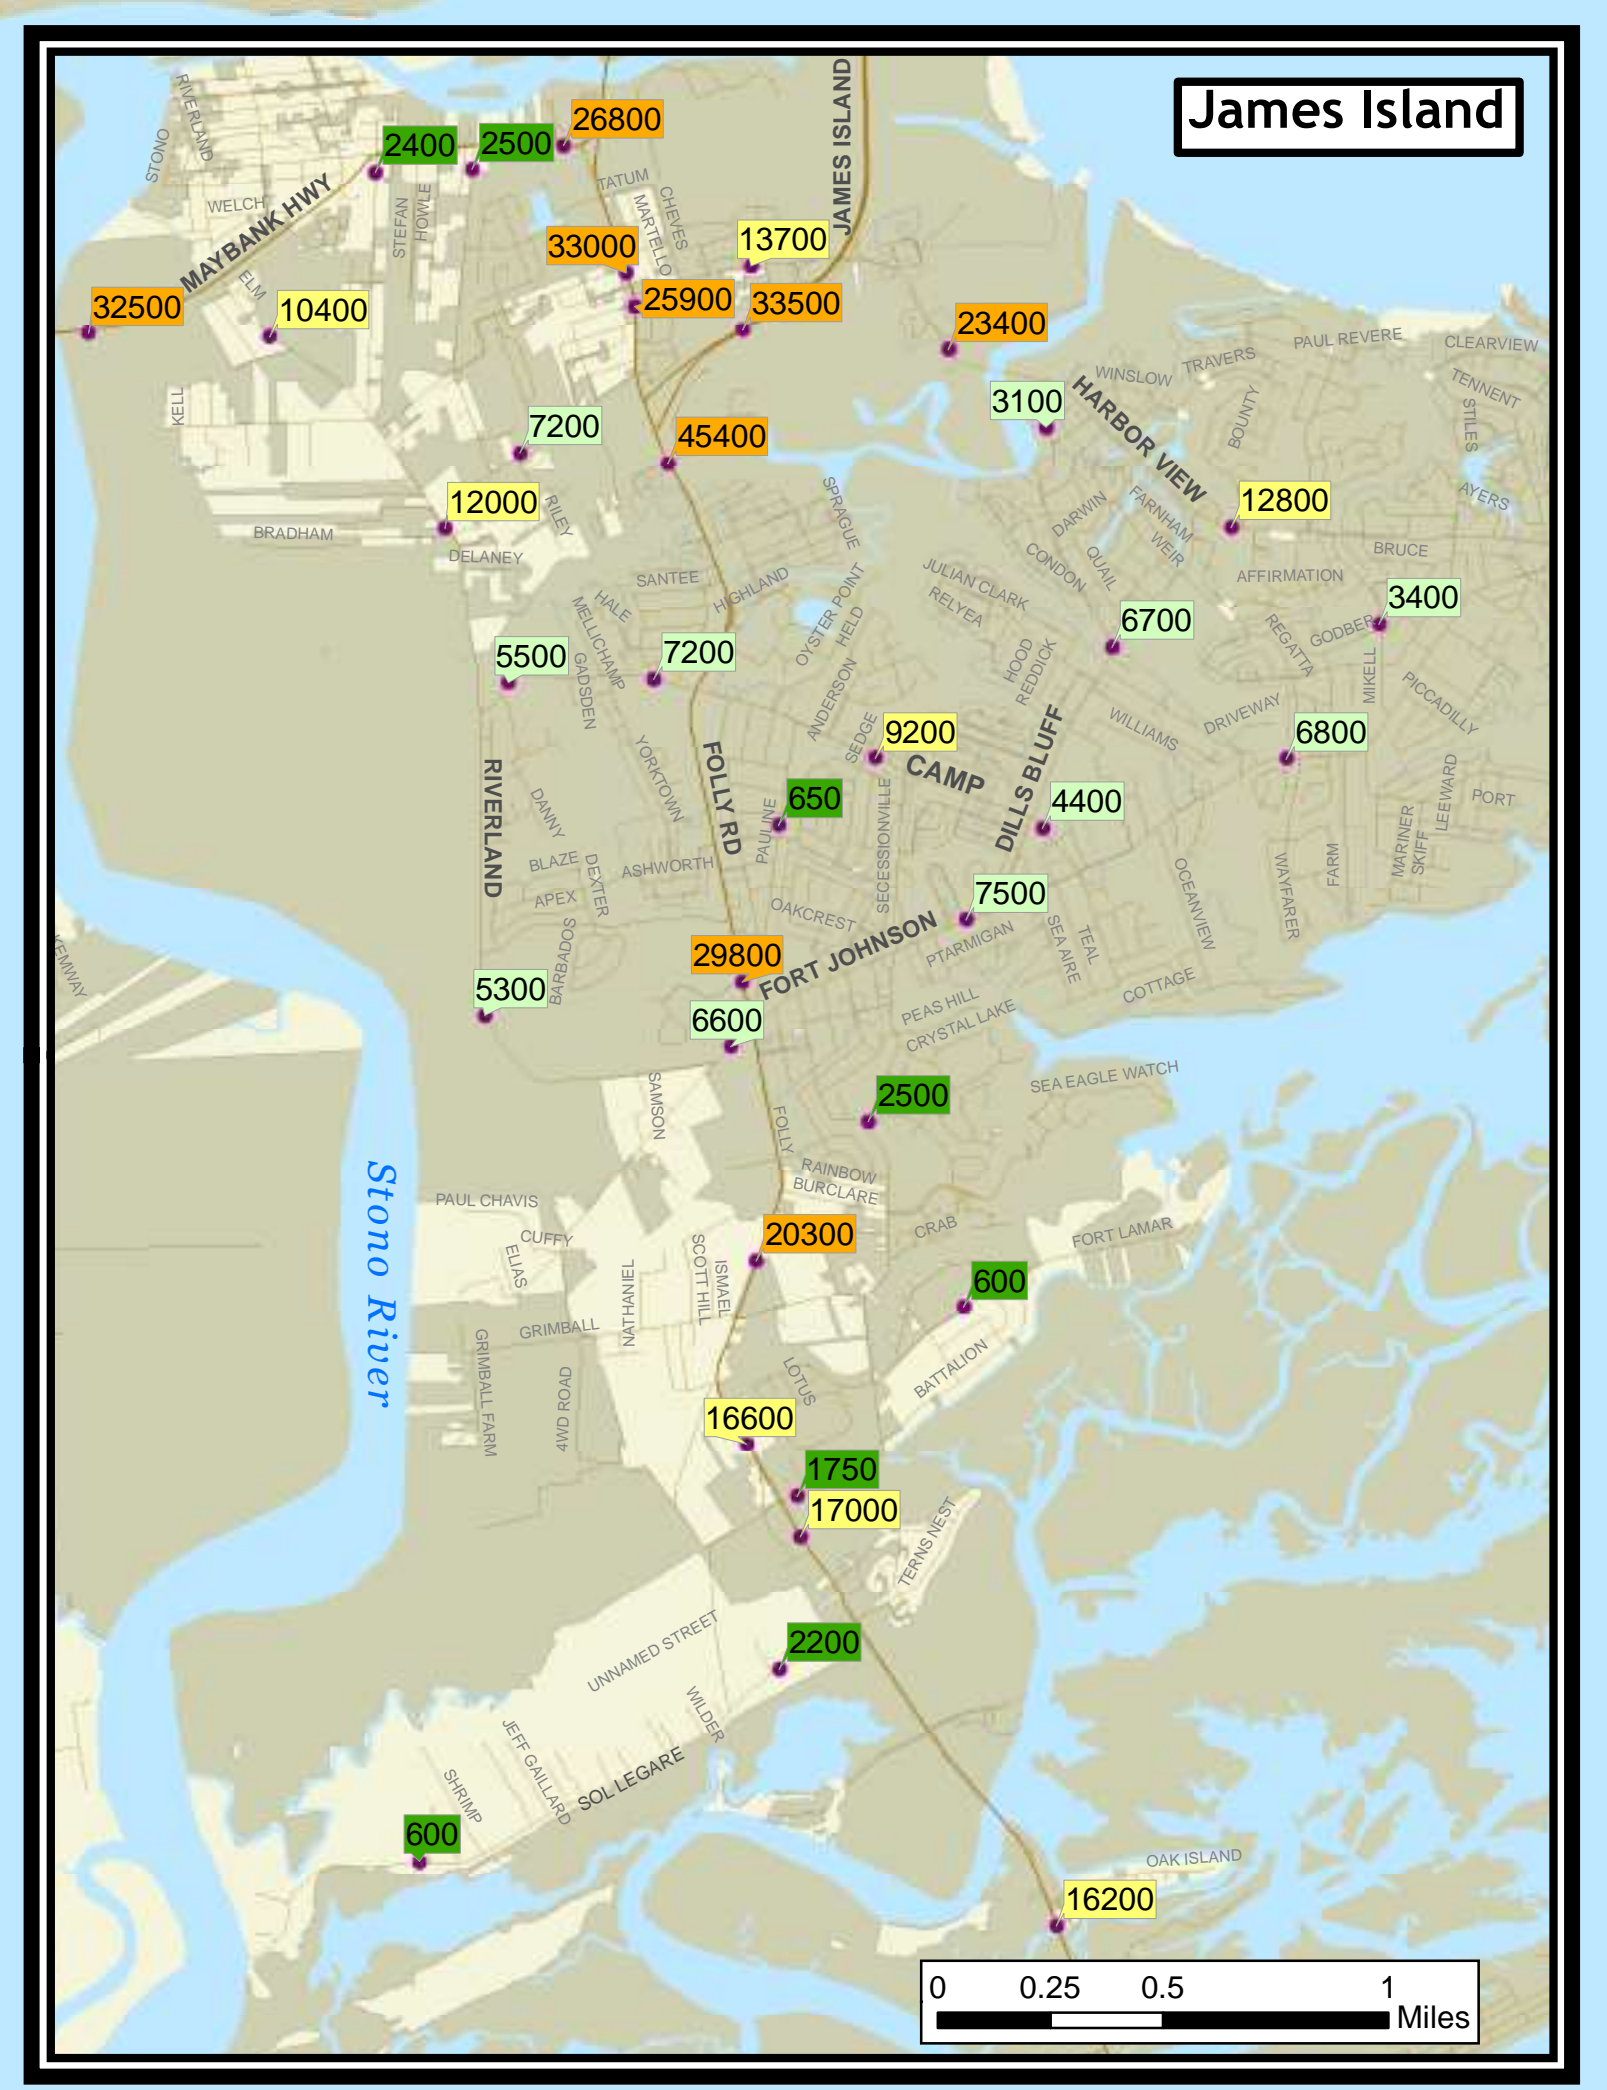 James Island
RIVERLAND
STONO
WELCH
MAYBANK HWY
2400
2500
26800
STEFAN
HOWLE
TATUM
CHEVES
MARTELLO
JAMES ISLAND
33000
13700
25900
33500
32500
ELM
10400
23400
PAUL REVERE
CLEARVIEW
TRAVERS
WINSLOW
TENNENT
3100
HARBOR VIEW
BOUNTY
STILES
KELL
7200
45400
12000
RILEY
SPRAGUE
DARWIN
FARNHAM
WEIR
12800
AYERS
BRADHAM
DELANEY
BRUCE
CONDON
QUAIL
AFFIRMATION
SANTEE
HIGHLAND
JULIAN CLARK
RELYEA
3400
HALE
MELLICHAMP
OYSTER POINT
HELD
6700
REGATTA
GODBER
5500
GADSDEN
7200
HOOD
REDDICK
MIKELL
PICCADILLY
ANDERSON
SEDGE
9200
CAMP
WILLIAMS
DRIVEWAY
6800
DILLS BLUFF
YORKTOWN
FOLLY RD
RIVERLAND
DANNY
650
PAULINE
SECESSIONVILLE
4400
LEEWARD
PORT
MARINER
SKIFF
FARM
BLAZE
DEXTER
ASHWORTH
OCEANVIEW
WAYFARER
APEX
OAKCREST
7500
FORT JOHNSON
PTARMIGAN
SEA AIRE
TEAL
BARBADOS
29800
COTTAGE
KEMWAY
5300
6600
PEAS HILL
CRYSTAL LAKE
SAMSON
2500
SEA EAGLE WATCH
FOLLY
RAINBOW
BURCLARE
Stono River
PAUL CHAVIS
CUFFY
ELIAS
20300
CRAB
FORT LAMAR
SCOTT HILL
ISMAEL
NATHANIEL
600
GRIMBALL
GRIMBALL FARM
4WD ROAD
LOTUS
BATTALION
16600
1750
17000
TERNS NEST
UNNAMED STREET
2200
WILDER
JEFF GAILLARD
SHRIMP
SOL LEGARE
600
OAK ISLAND
16200
0 0.25 0.5 1
Miles